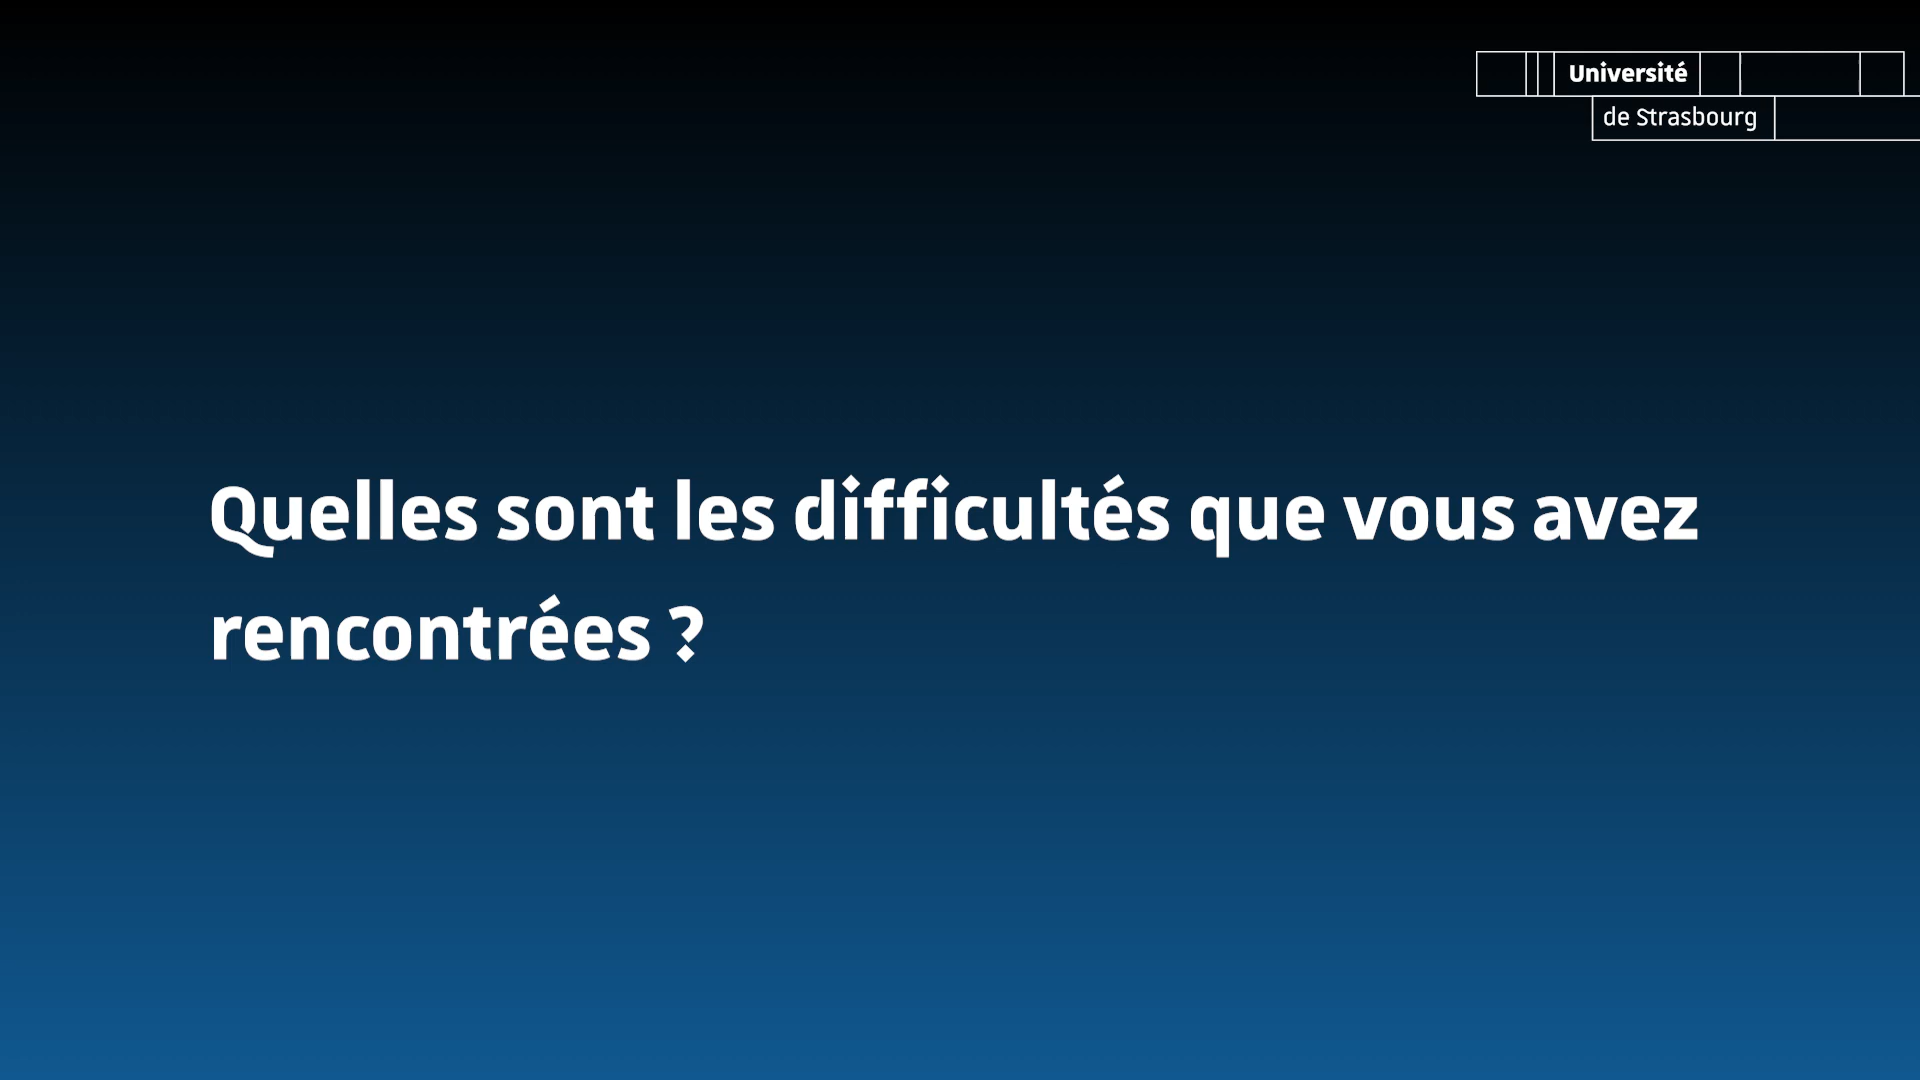 Université
de Strasbourg
Quelles sont les difficultés que vous avez
rencontrées ?